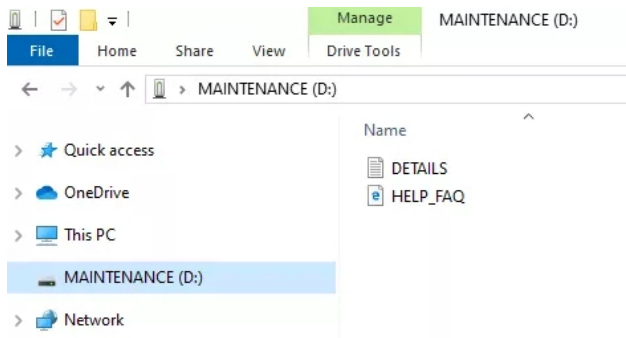 Manage MAINTENANCE (D:)
File Home Share View Drive Tools
MAINTENANCE (D:)
Name
Quick access
DETAILS
HELP_FAQ
OneDrive
This PC
MAINTENANCE (D:)
Network